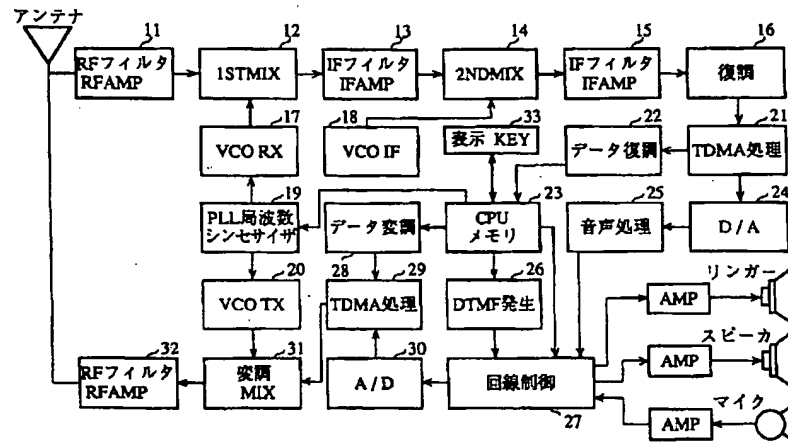 アンテナ
11
RFフィルタ
RFAMP
12
1STMIX
13
IFフィルタ
IFAMP
14
2NDMIX
15
IFフィルタ
IFAMP
16
復調
17
VCO RX
18
VCO IF
33
表示 KEY
22
データ復調
21
TDMA処理
19
PLL局波数
シンセサイザ
データ変調
28
23
CPU
メモリ
25
音声処理
24
D/A
20
VCO TX
29
TDMA処理
26
DTMF発生
AMP
リンガー
32
RFフィルタ
RFAMP
31
変調
MIX
30
A/D
回線制御
27
AMP
スピーカ
AMP
マイク